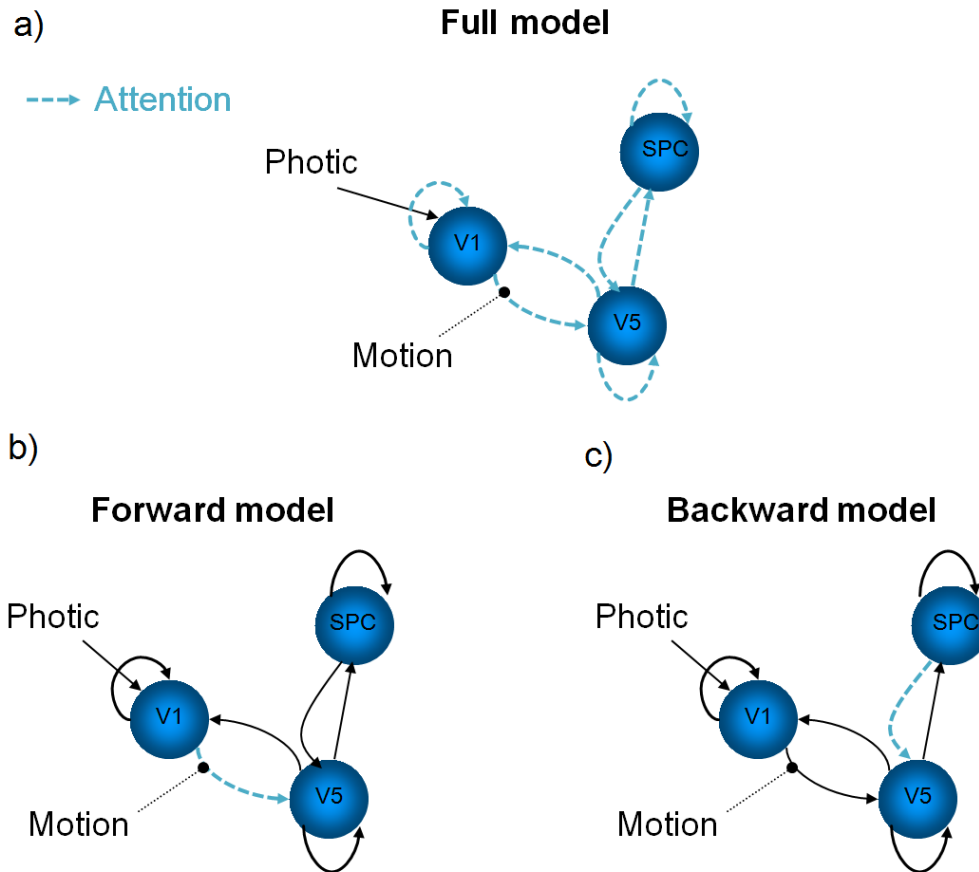 a)
Full model
Attention
SPC
Photic
V1
V5
Motion
b)
Forward model
SPC
Photic
V1
V5
Motion
c)
Backward model
SPC
Photic
V1
V5
Motion